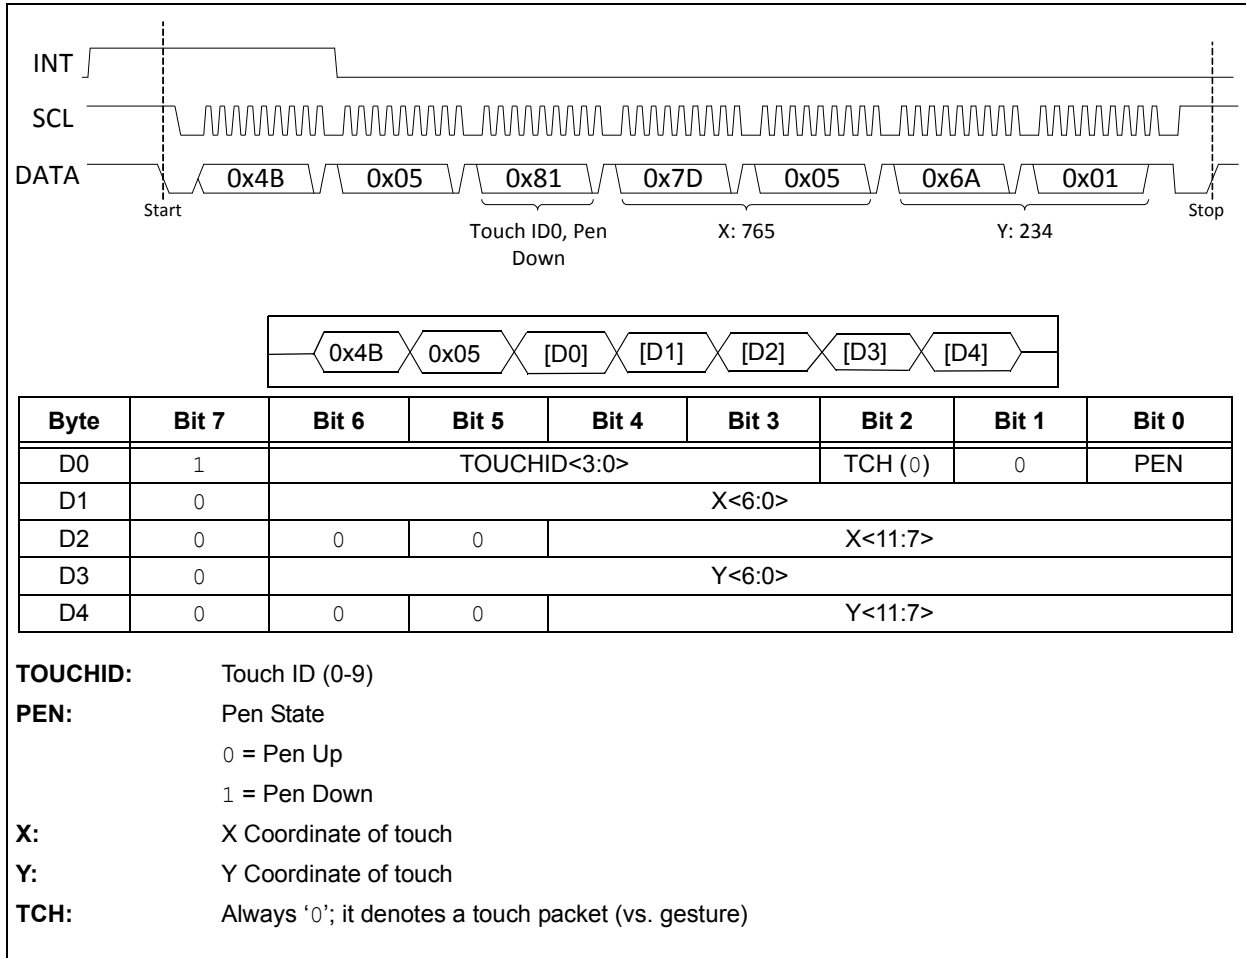 INT
SCL
DATA 0x4B 0x05 0x81 0x7D 0x05 0x6A 0x01
Start Stop
Touch ID0, Pen X: 765 Y: 234
Down
0x4B 0x05 [D0] [D1] [D2] [D3] [D4]
Byte Bit 7 Bit 6 Bit 5 Bit 4 Bit 3 Bit 2 Bit 1 Bit 0
D0 1 TOUCHID<3:0> TCH (0) 0 PEN
D1 0 X<6:0>
D2 0 0 0 X<11:7>
D3 0 Y<6:0>
D4 0 0 0 Y<11:7>
TOUCHID: Touch ID (0-9)
PEN: Pen State
0 = Pen Up
1 = Pen Down
X: X Coordinate of touch
Y: Y Coordinate of touch
TCH: Always ‘0’; it denotes a touch packet (vs. gesture)